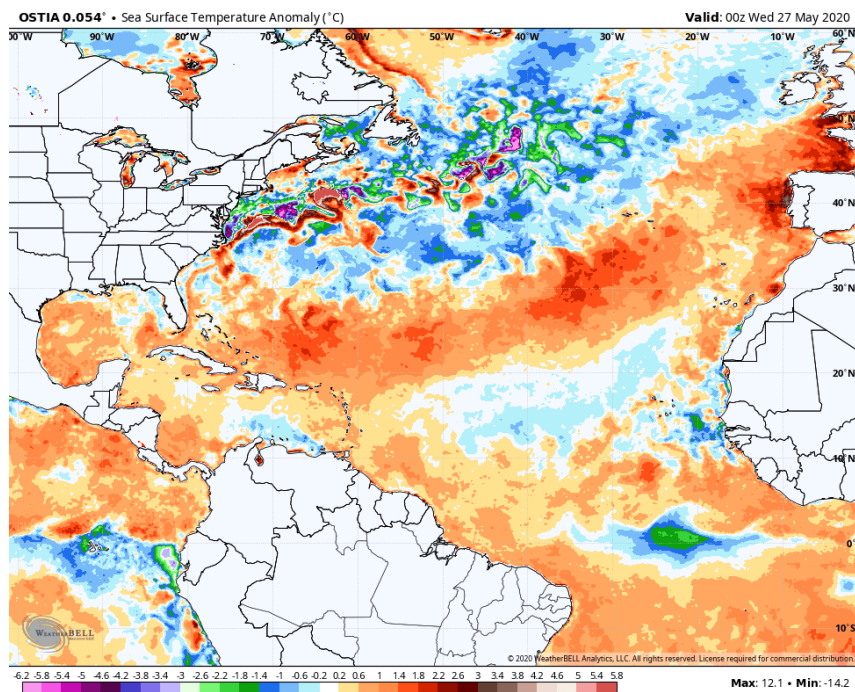 OSTIA 0.054° • Sea Surface Temperature Anomaly (°C) Valid: 00z Wed 27 May 2020
90°W 80°W 70°W 60°W 50°W 40°W 30°W 20°W 10°W 60°N
50°N
40°N
30°N
20°N
10°N
0°
10°S
WEATHERBELL
© 2020 WeatherBELL Analytics, LLC. All rights reserved. License required for commercial distribution.
-6.2 -5.8 -5.4 -4.6 -4.2 -3.8 -3.4 -3 -2.6 -2.2 -1.8 -1.4 -1 -0.6 -0.2 0.2 0.6 1 1.4 1.8 2.2 2.6 3 3.4 3.8 4.2 4.6 5 5.4 5.8
Max: 12.1 • Min: -14.2